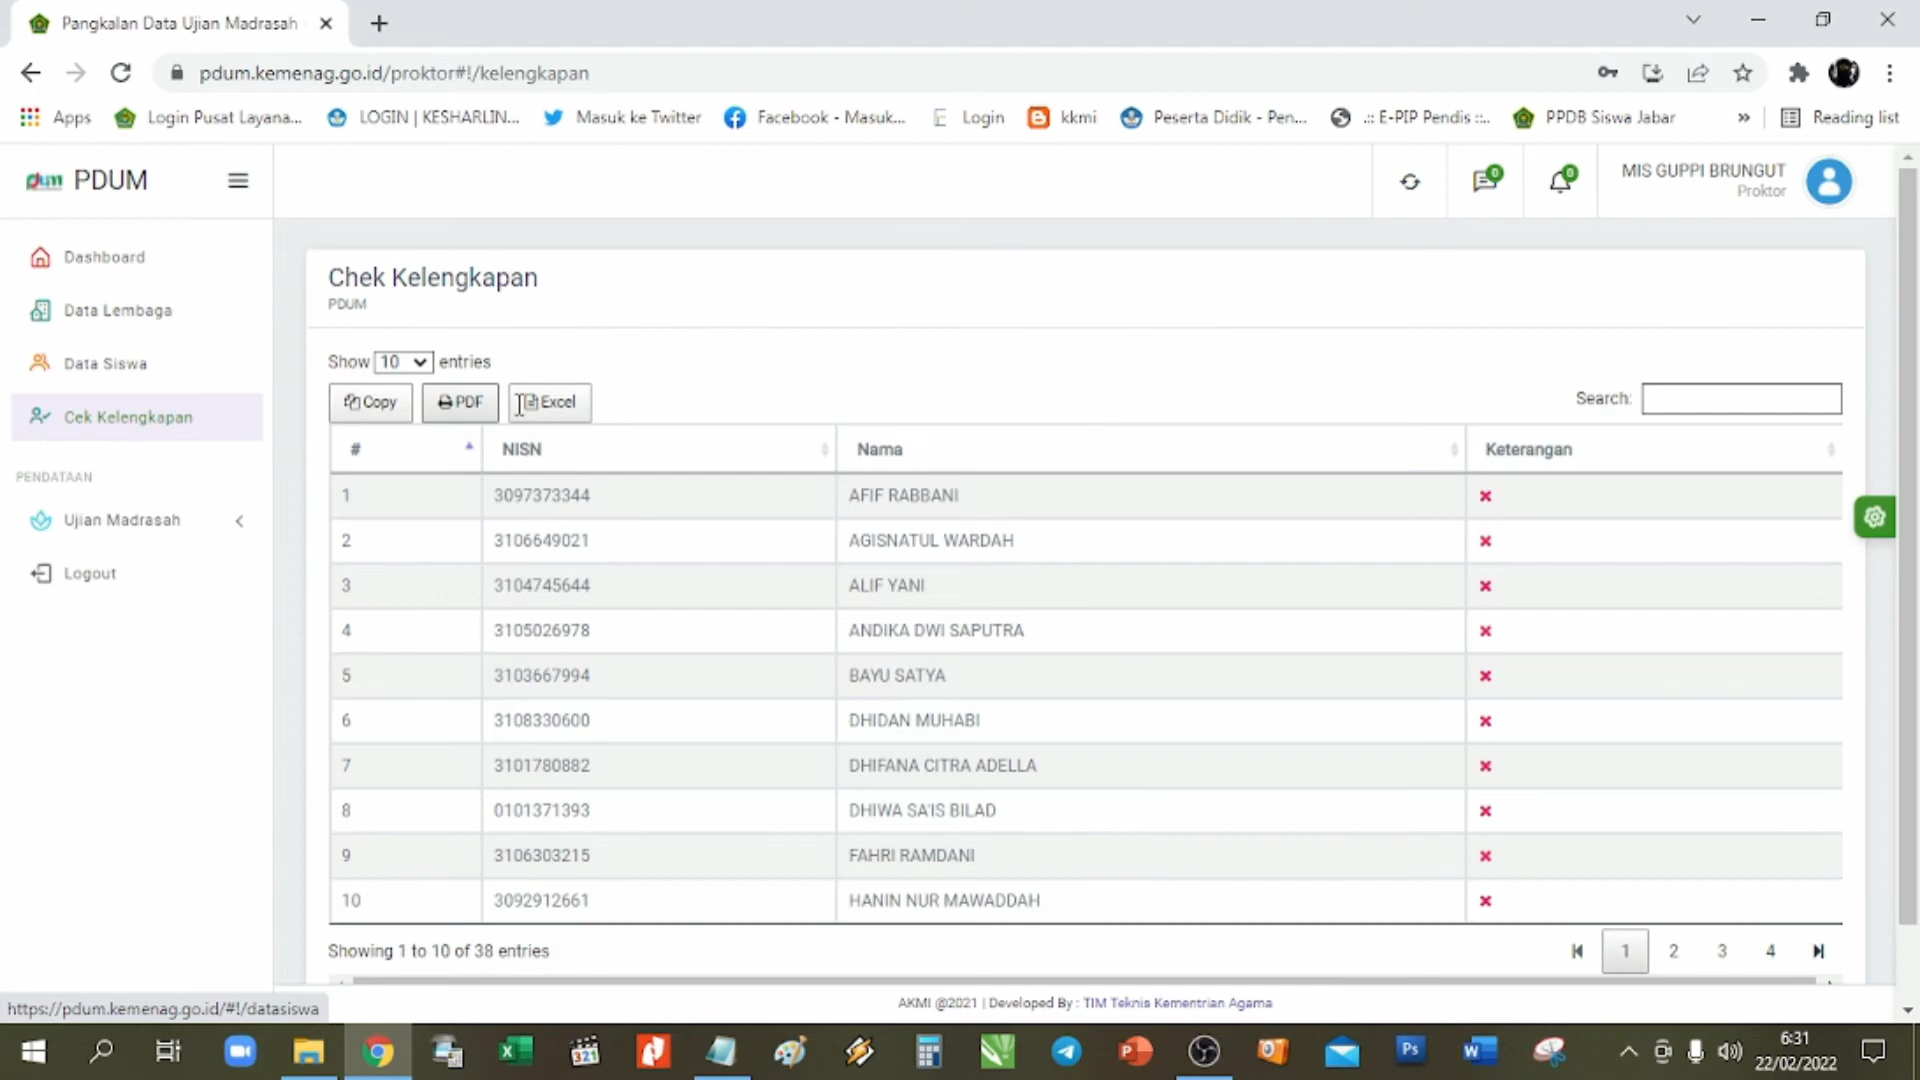 Pangkalan Data Ujian Madrasah
pdum.kemenag.go.id/proktor#!/kelengkapan
Apps
Login Pusat Layana...
LOGIN | KESHARLIN...
Masuk ke Twitter
Facebook - Masuk...
Login
kkmi
Peserta Didik - Pen...
.:: E-PIP Pendis ::..
PPDB Siswa Jabar
»
Reading list
pdum PDUM
0
0
MIS GUPPI BRUNGUT
Proktor
Dashboard
Data Lembaga
Data Siswa
Cek Kelengkapan
PENDATAAN
Ujian Madrasah
Logout
Chek Kelengkapan
PDUM
Show 10 entries
Copy PDF Excel
Search:
# NISN Nama Keterangan
1 3097373344 AFIF RABBANI
2 3106649021 AGISNATUL WARDAH
3 3104745644 ALIF YANI
4 3105026978 ANDIKA DWI SAPUTRA
5 3103667994 BAYU SATYA
6 3108330600 DHIDAN MUHABI
7 3101780882 DHIFANA CITRA ADELLA
8 0101371393 DHIWA SA'IS BILAD
9 3106303215 FAHRI RAMDANI
10 3092912661 HANIN NUR MAWADDAH
Showing 1 to 10 of 38 entries
1 2 3 4
https://pdum.kemenag.go.id/#!/datasiswa
AKMI @2021 | Developed By : TIM Teknis Kementrian Agama
321
Ps
6:31
22/02/2022